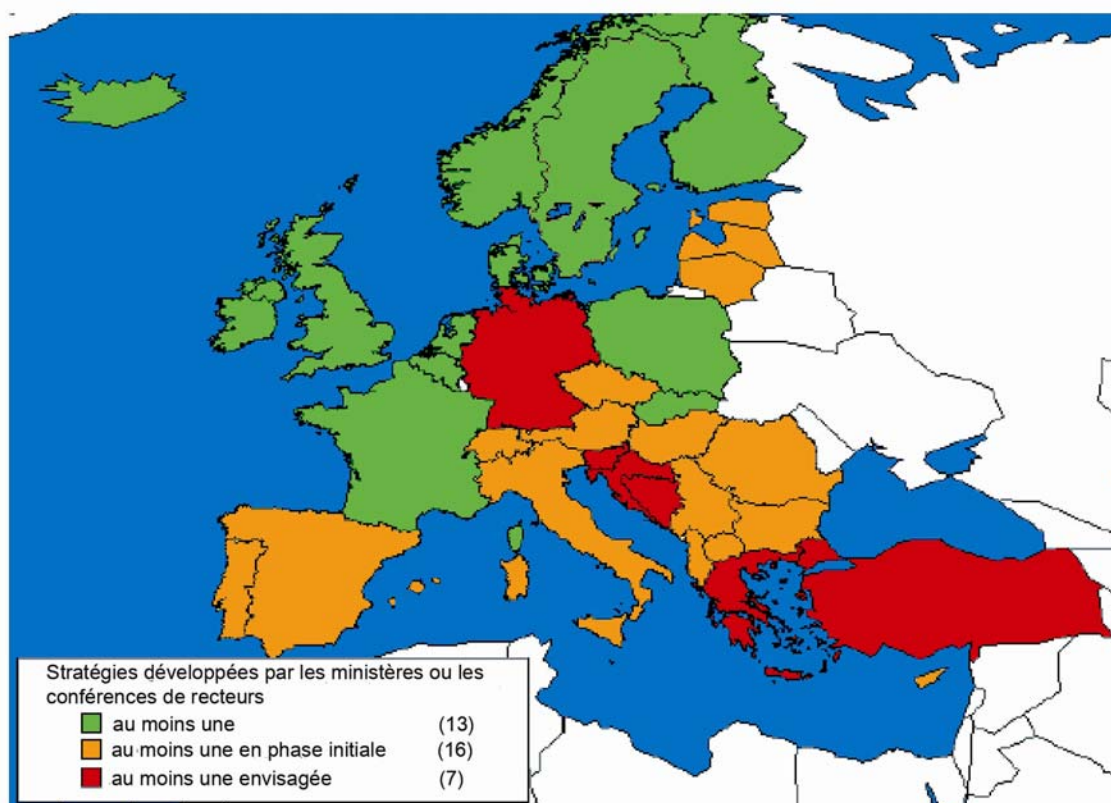 Stratégies développées par les ministères ou les
conférences de recteurs
au moins une (13)
au moins une en phase initiale (16)
au moins une envisagée (7)